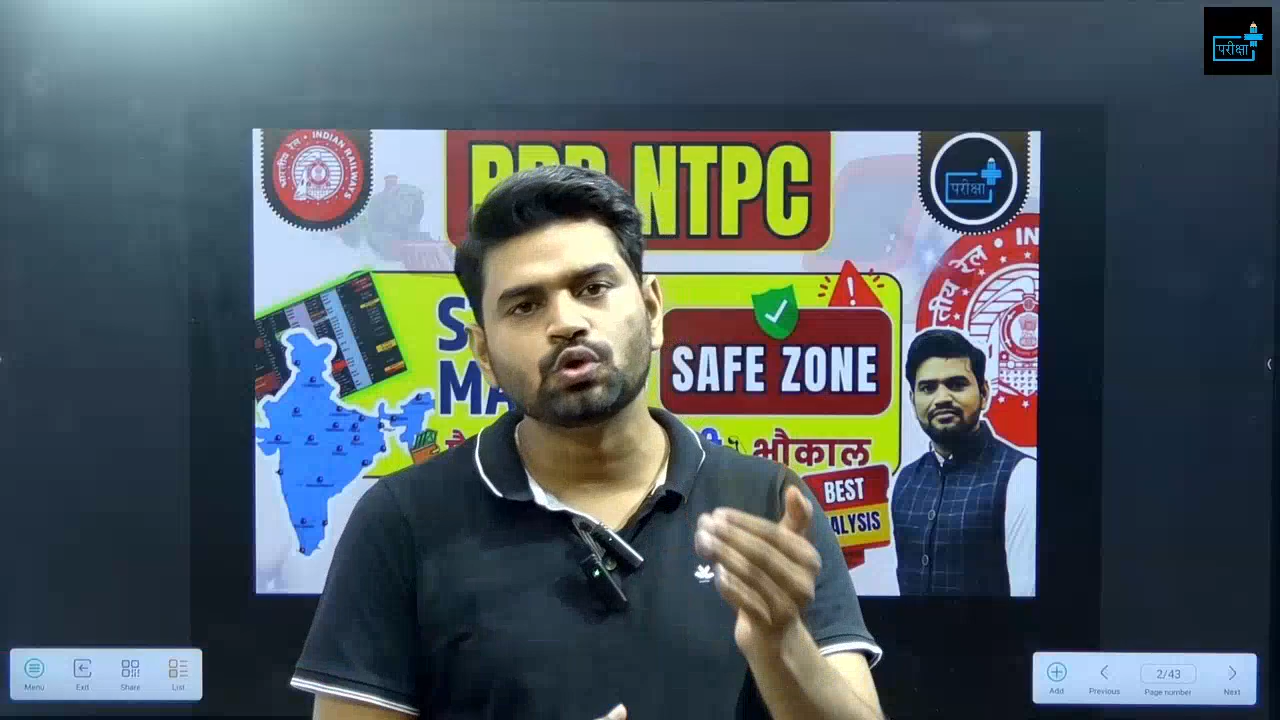 परीक्षा
INDIAN RAILWAYS
भारतीय रेल
NTPC
परीक्षा
SAFE ZONE
भौकाल
BEST
Menu
Exit
Share
List
Add
Previous
2/43
Page number
Next